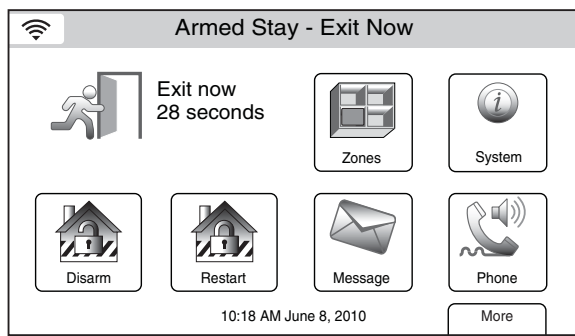 Armed Stay - Exit Now
Exit now
28 seconds
Zones
System
Disarm
Restart
Message
Phone
10:18 AM June 8, 2010
More